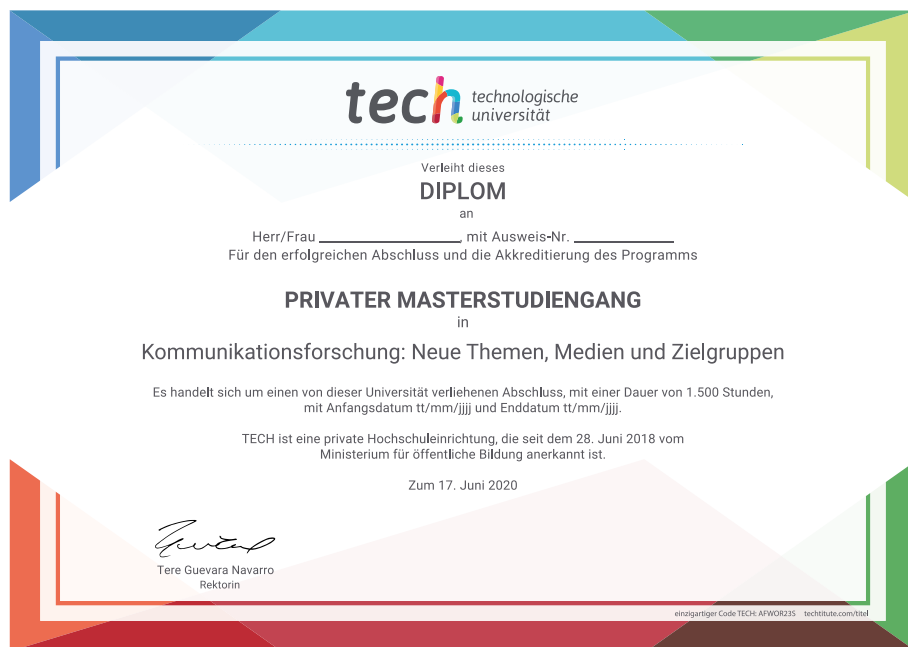 tech technologische
universität
Verleiht dieses
DIPLOM
an
Herr/Frau ____________________, mit Ausweis-Nr. ______________
Für den erfolgreichen Abschluss und die Akkreditierung des Programms
PRIVATER MASTERSTUDIENGANG
in
Kommunikationsforschung: Neue Themen, Medien und Zielgruppen
Es handelt sich um einen von dieser Universität verliehenen Abschluss, mit einer Dauer von 1.500 Stunden,
mit Anfangsdatum tt/mm/jjjj und Enddatum tt/mm/jjjj.
TECH ist eine private Hochschuleinrichtung, die seit dem 28. Juni 2018 vom
Ministerium für öffentliche Bildung anerkannt ist.
Zum 17. Juni 2020
Tere Guevara Navarro
Rektorin
einzigartiger Code TECH: AFWOR23S techtitute.com/titel